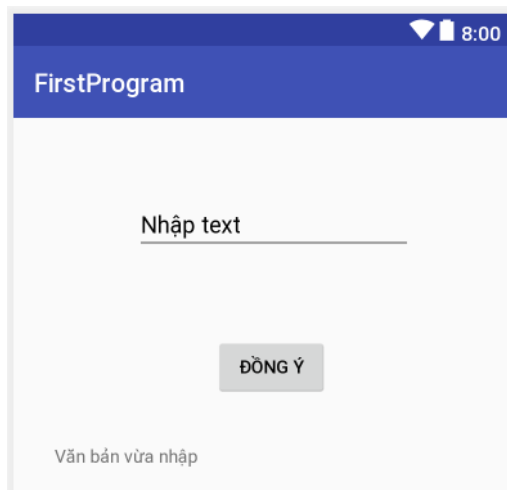 8:00
FirstProgram
Nhập text
ĐỒNG Ý
Văn bản vừa nhập